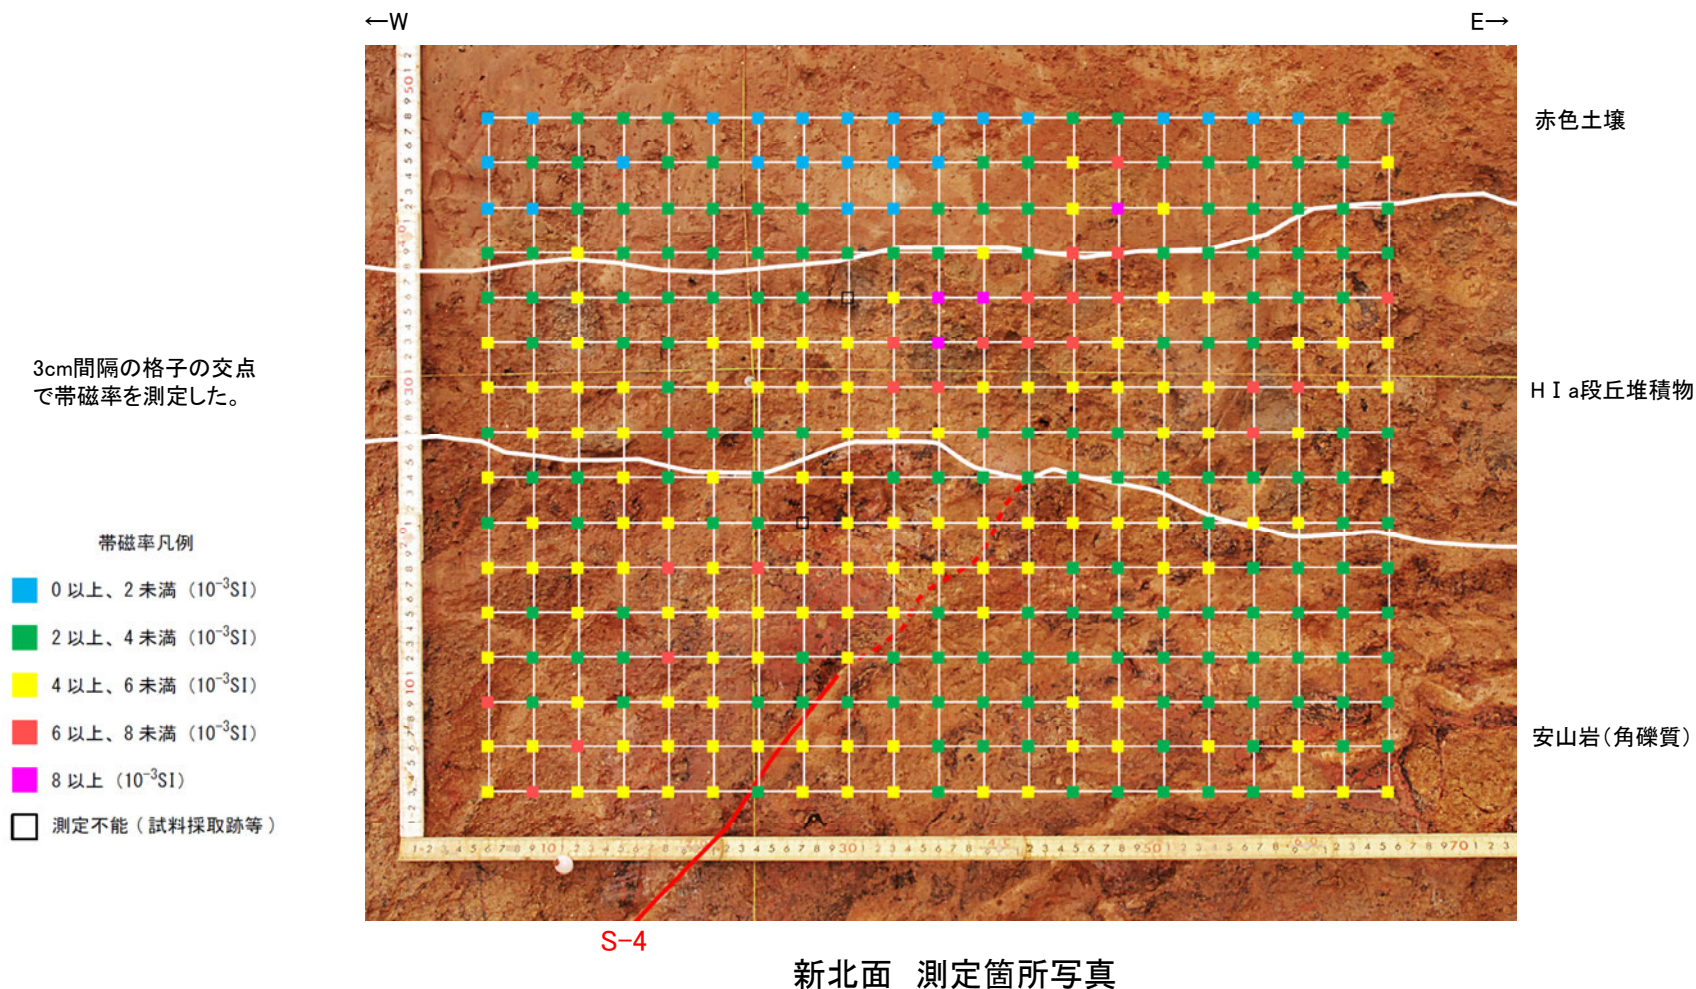 ←W
E→
赤色土壌
3cm間隔の格子の交点
で帯磁率を測定した。
HⅠa段丘堆積物
帯磁率凡例
0 以上、2 未満（10⁻³SI）
2 以上、4 未満（10⁻³SI）
4 以上、6 未満（10⁻³SI）
6 以上、8 未満（10⁻³SI）
8 以上（10⁻³SI）
測定不能（試料採取跡等）
安山岩（角礫質）
S-4
新北面　測定箇所写真